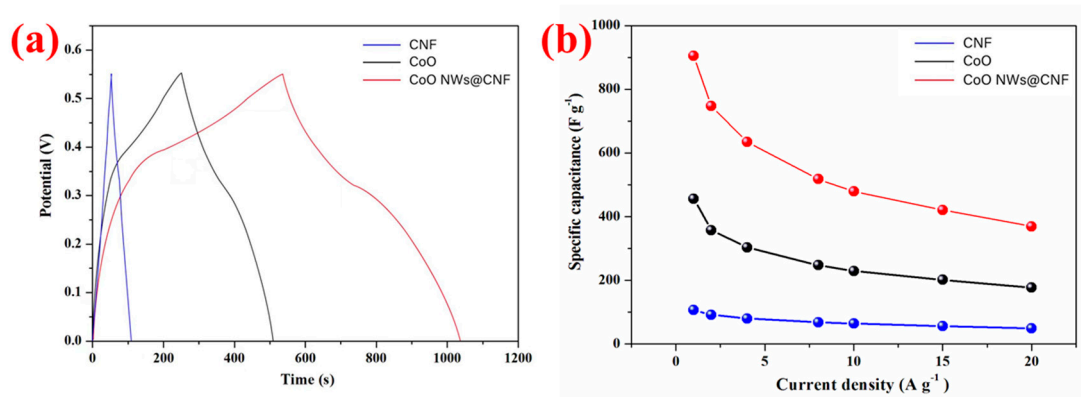 (a)
CNF
CoO
CoO NWs@CNF
0.6
0.5
0.4
0.3
0.2
0.1
0.0
Potential (V)
0 200 400 600 800 1000 1200
Time (s)
(b)
CNF
CoO
CoO NWs@CNF
1000
800
600
400
200
0
Specific capacitance (F g-1)
0 5 10 15 20
Current density (A g-1 )